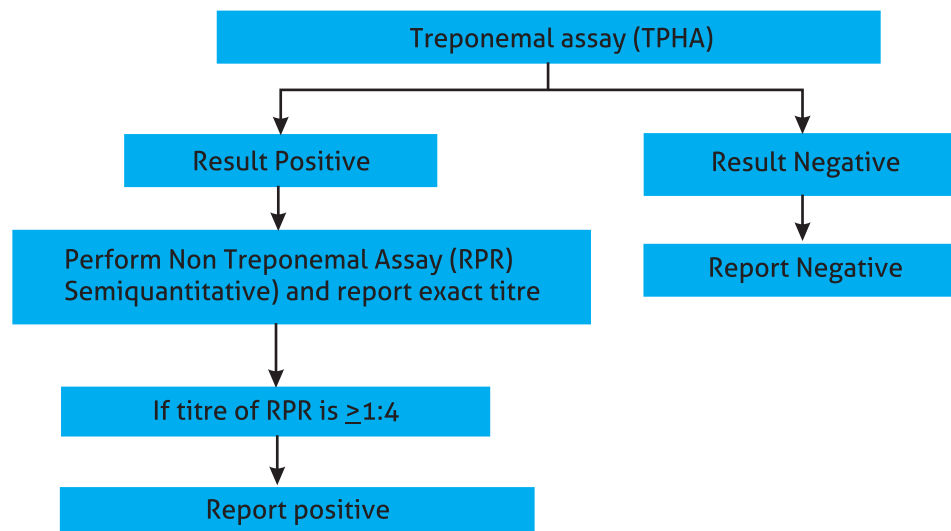 Treponemal assay (TPHA)
Result Positive
Result Negative
Perform Non Treponemal Assay (RPR)
Semiquantitative) and report exact titre
Report Negative
If titre of RPR is ≥1:4
Report positive